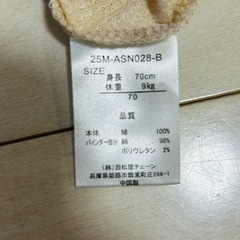 25M-ASN028-B
SIZE
身長 70cm
体重 9kg
70
品質
本体 綿 100%
バインダー部分 綿 98%
ポリウレタン 2%
(株)西松屋チェーン
兵庫県姫路市飾東町庄266-1
中国製